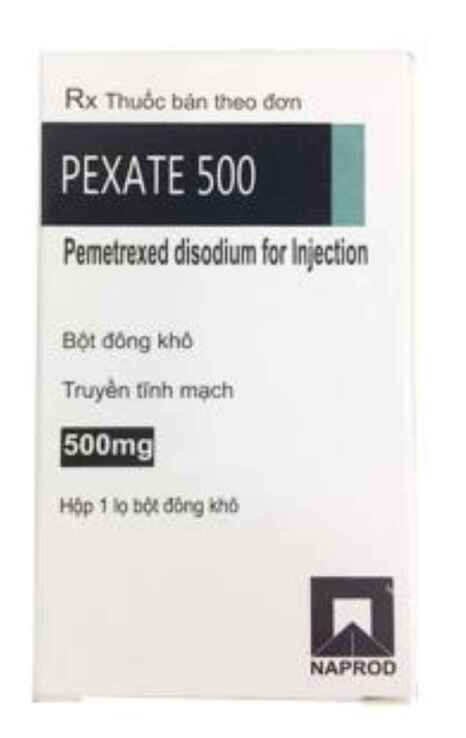 Rx Thuốc bán theo đơn
PEXATE 500
Pemetrexed disodium for Injection
Bột đông khô
Truyền tĩnh mạch
500mg
Hộp 1 lọ bột đông khô
NAPROD